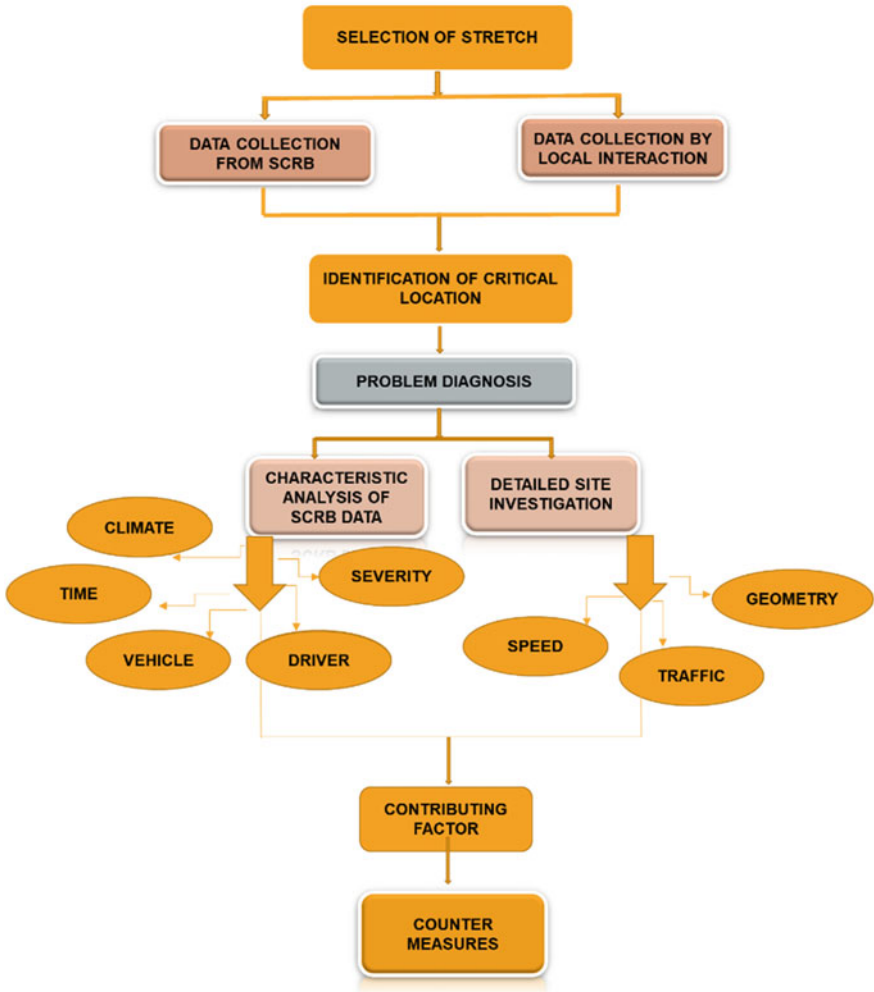 SELECTION OF STRETCH
DATA COLLECTION
FROM SCRB
DATA COLLECTION BY
LOCAL INTERACTION
IDENTIFICATION OF CRITICAL
LOCATION
PROBLEM DIAGNOSIS
CHARACTERISTIC
ANALYSIS OF
SCRB DATA
DETAILED SITE
INVESTIGATION
CLIMATE
SEVERITY
TIME
GEOMETRY
VEHICLE
DRIVER
SPEED
TRAFFIC
CONTRIBUTING
FACTOR
COUNTER
MEASURES